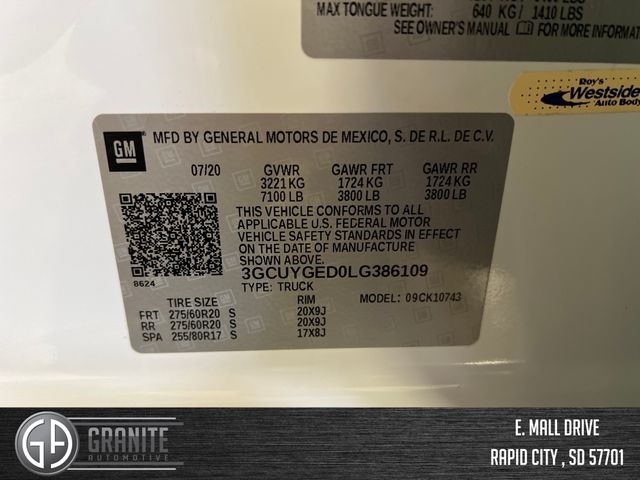 MAX TONGUE WEIGHT: 640 KG/ 1410 LBS
SEE OWNER'S MANUAL FOR MORE INFORMAT
Roy's
Westside
Auto Body
GM
MFD BY GENERAL MOTORS DE MEXICO, S. DE R.L. DE C.V.
07/20 GVWR GAWR FRT GAWR RR
3221 KG 1724 KG 1724 KG
7100 LB 3800 LB 3800 LB
THIS VEHICLE CONFORMS TO ALL
APPLICABLE U.S. FEDERAL MOTOR
VEHICLE SAFETY STANDARDS IN EFFECT
ON THE DATE OF MANUFACTURE
SHOWN ABOVE.
3GCUYGED0LG386109
8624
TYPE: TRUCK
TIRE SIZE RIM MODEL: 09CK10743
FRT 275/60R20 S 20X9J
RR 275/60R20 S 20X9J
SPA 255/80R17 S 17X8J
GA GRANITE
AUTOMOTIVE
E. MALL DRIVE
RAPID CITY , SD 57701